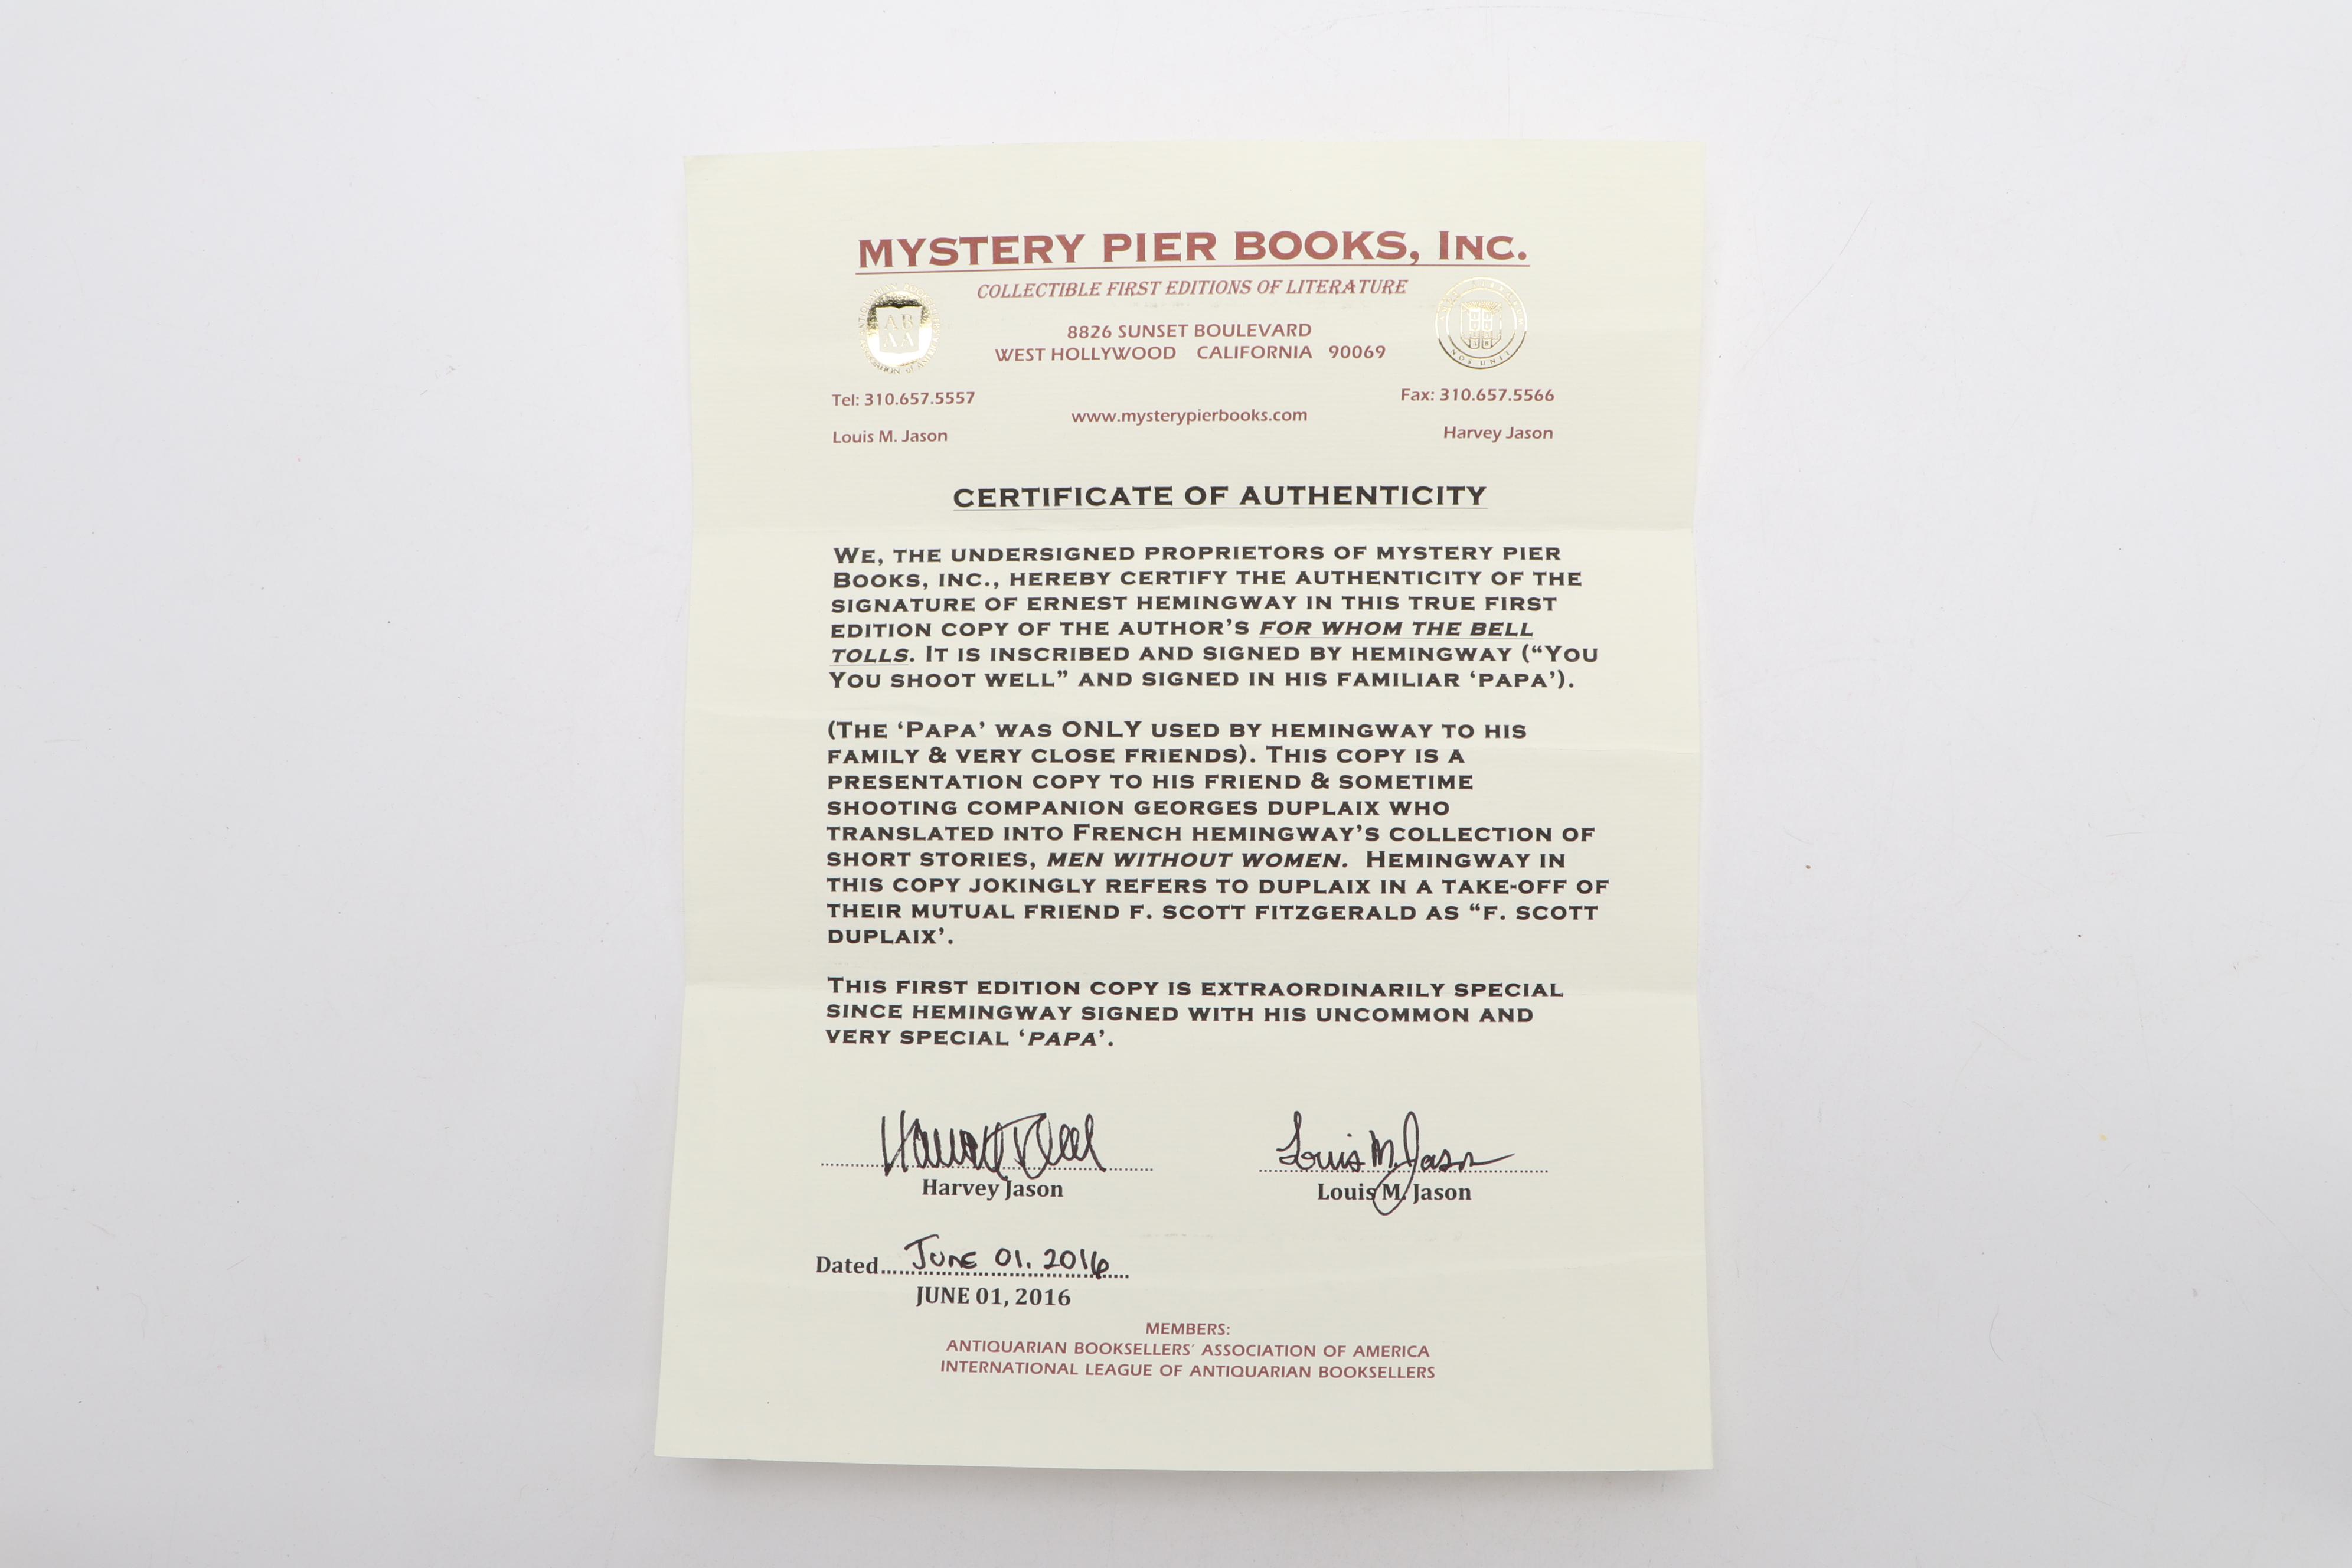 MYSTERY PIER BOOKS, INC.
COLLECTIBLE FIRST EDITIONS OF LITERATURE
AB
AA
8826 SUNSET BOULEVARD
WEST HOLLYWOOD CALIFORNIA 90069
NOS UNIT
Tel: 310.657.5557
Fax: 310.657.5566
www.mysterypierbooks.com
Louis M. Jason
Harvey Jason
CERTIFICATE OF AUTHENTICITY
WE, THE UNDERSIGNED PROPRIETORS OF MYSTERY PIER
BOOKS, INC., HEREBY CERTIFY THE AUTHENTICITY OF THE
SIGNATURE OF ERNEST HEMINGWAY IN THIS TRUE FIRST
EDITION COPY OF THE AUTHOR'S FOR WHOM THE BELL
TOLLS. IT IS INSCRIBED AND SIGNED BY HEMINGWAY (“YOU
YOU SHOOT WELL” AND SIGNED IN HIS FAMILIAR ‘PAPA’).
(THE ‘PAPA’ WAS ONLY USED BY HEMINGWAY TO HIS
FAMILY & VERY CLOSE FRIENDS). THIS COPY IS A
PRESENTATION COPY TO HIS FRIEND & SOMETIME
SHOOTING COMPANION GEORGES DUPLAIX WHO
TRANSLATED INTO FRENCH HEMINGWAY’S COLLECTION OF
SHORT STORIES, MEN WITHOUT WOMEN. HEMINGWAY IN
THIS COPY JOKINGLY REFERS TO DUPLAIX IN A TAKE-OFF OF
THEIR MUTUAL FRIEND F. SCOTT FITZGERALD AS “F. SCOTT
DUPLAIX’.
THIS FIRST EDITION COPY IS EXTRAORDINARILY SPECIAL
SINCE HEMINGWAY SIGNED WITH HIS UNCOMMON AND
VERY SPECIAL ‘PAPA’.
Louis M. Jason
Harvey Jason
Louis M. Jason
Dated...JUNE 01. 2016...
JUNE 01, 2016
MEMBERS:
ANTIQUARIAN BOOKSELLERS’ ASSOCIATION OF AMERICA
INTERNATIONAL LEAGUE OF ANTIQUARIAN BOOKSELLERS